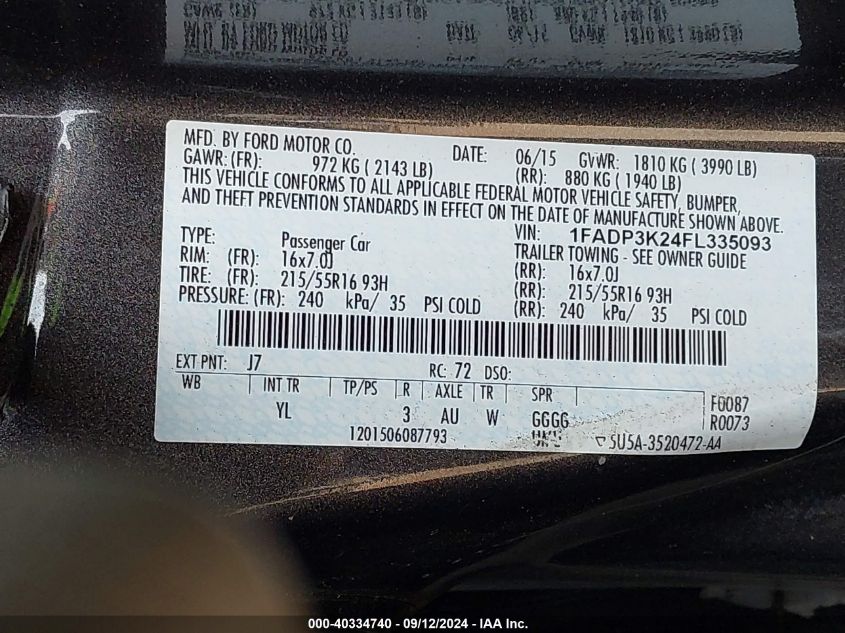 MFD. BY FORD MOTOR CO. DATE: 06/15 GVWR: 1810 KG ( 3990 LB)
GAWR: (FR): 972 KG ( 2143 LB) (RR): 880 KG ( 1940 LB)
THIS VEHICLE CONFORMS TO ALL APPLICABLE FEDERAL MOTOR VEHICLE SAFETY, BUMPER,
AND THEFT PREVENTION STANDARDS IN EFFECT ON THE DATE OF MANUFACTURE SHOWN ABOVE.
VIN: 1FADP3K24FL335093
TYPE: Passenger Car TRAILER TOWING - SEE OWNER GUIDE
RIM: (FR): 16x7.0J (RR): 16x7.0J
TIRE: (FR): 215/55R16 93H (RR): 215/55R16 93H
PRESSURE: (FR): 240 kPa/ 35 PSI COLD (RR): 240 kPa/ 35 PSI COLD
EXT PNT: J7 RC: 72 DSO:
WB INT TR TP/PS R AXLE TR SPR F0087
YL 3 AU W GGGG R0073
1201506087793 5U5A-3520472-AA
000-40334740 - 09/12/2024 - IAA Inc.